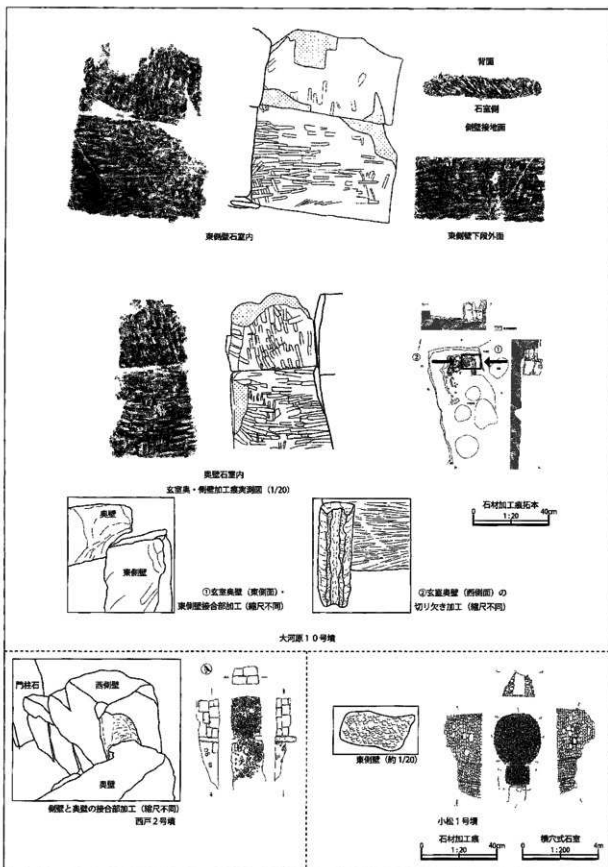 背面
石室側
側壁接地面
東側壁石室内
東側壁下段外面
②
①
奥壁石室内
玄室奥・側壁加工痕実測図（1/20）
石材加工痕拓本
0 1:20 40cm
奥壁
東側壁
①玄室奥壁（東側面）・
東側壁接合部加工（縮尺不同）
②玄室奥壁（西側面）の
切り欠き加工（縮尺不同）
大河原１０号墳
門柱石
西側壁
奥壁
側壁と奥壁の接合部加工（縮尺不同）
西戸２号墳
東側壁（約1/20）
小松１号墳
石材加工痕
0 1:20 40cm
横穴式石室
0 1:200 4m